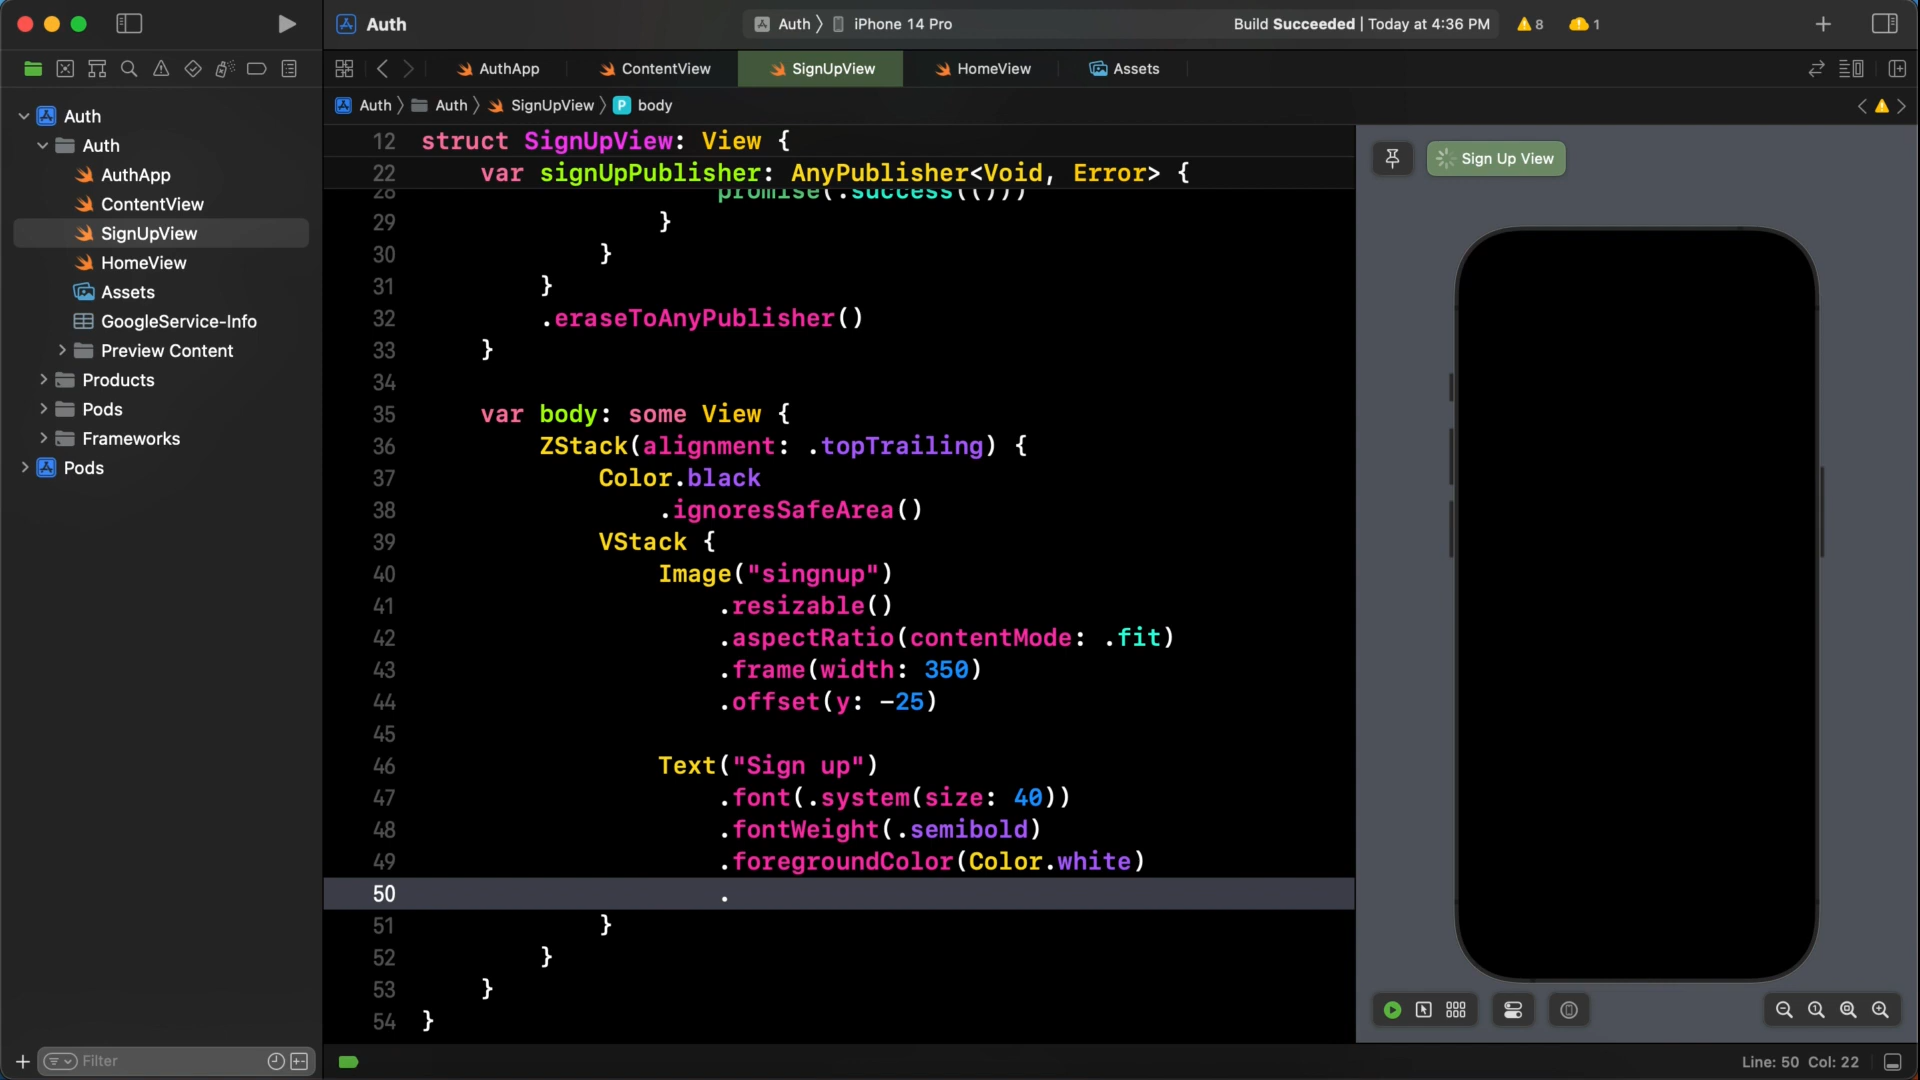 Auth
Auth 〉 iPhone 14 Pro
Build Succeeded | Today at 4:36 PM
8
1
AuthApp
ContentView
SignUpView
HomeView
Assets
Auth 〉 Auth 〉 SignUpView 〉 P body
Auth
Auth
AuthApp
ContentView
SignUpView
HomeView
Assets
GoogleService-Info
Preview Content
Products
Pods
Frameworks
Pods
12 struct SignUpView: View {
22 var signUpPublisher: AnyPublisher<Void, Error> {
28 promise(.success(()))
29 }
30 }
31 }
32 .eraseToAnyPublisher()
33 }
34
35 var body: some View {
36 ZStack(alignment: .topTrailing) {
37 Color.black
38 .ignoresSafeArea()
39 VStack {
40 Image("singnup")
41 .resizable()
42 .aspectRatio(contentMode: .fit)
43 .frame(width: 350)
44 .offset(y: -25)
45
46 Text("Sign up")
47 .font(.system(size: 40))
48 .fontWeight(.semibold)
49 .foregroundColor(Color.white)
50 .
51 }
52 }
53 }
54 }
Sign Up View
Filter
Line: 50 Col: 22